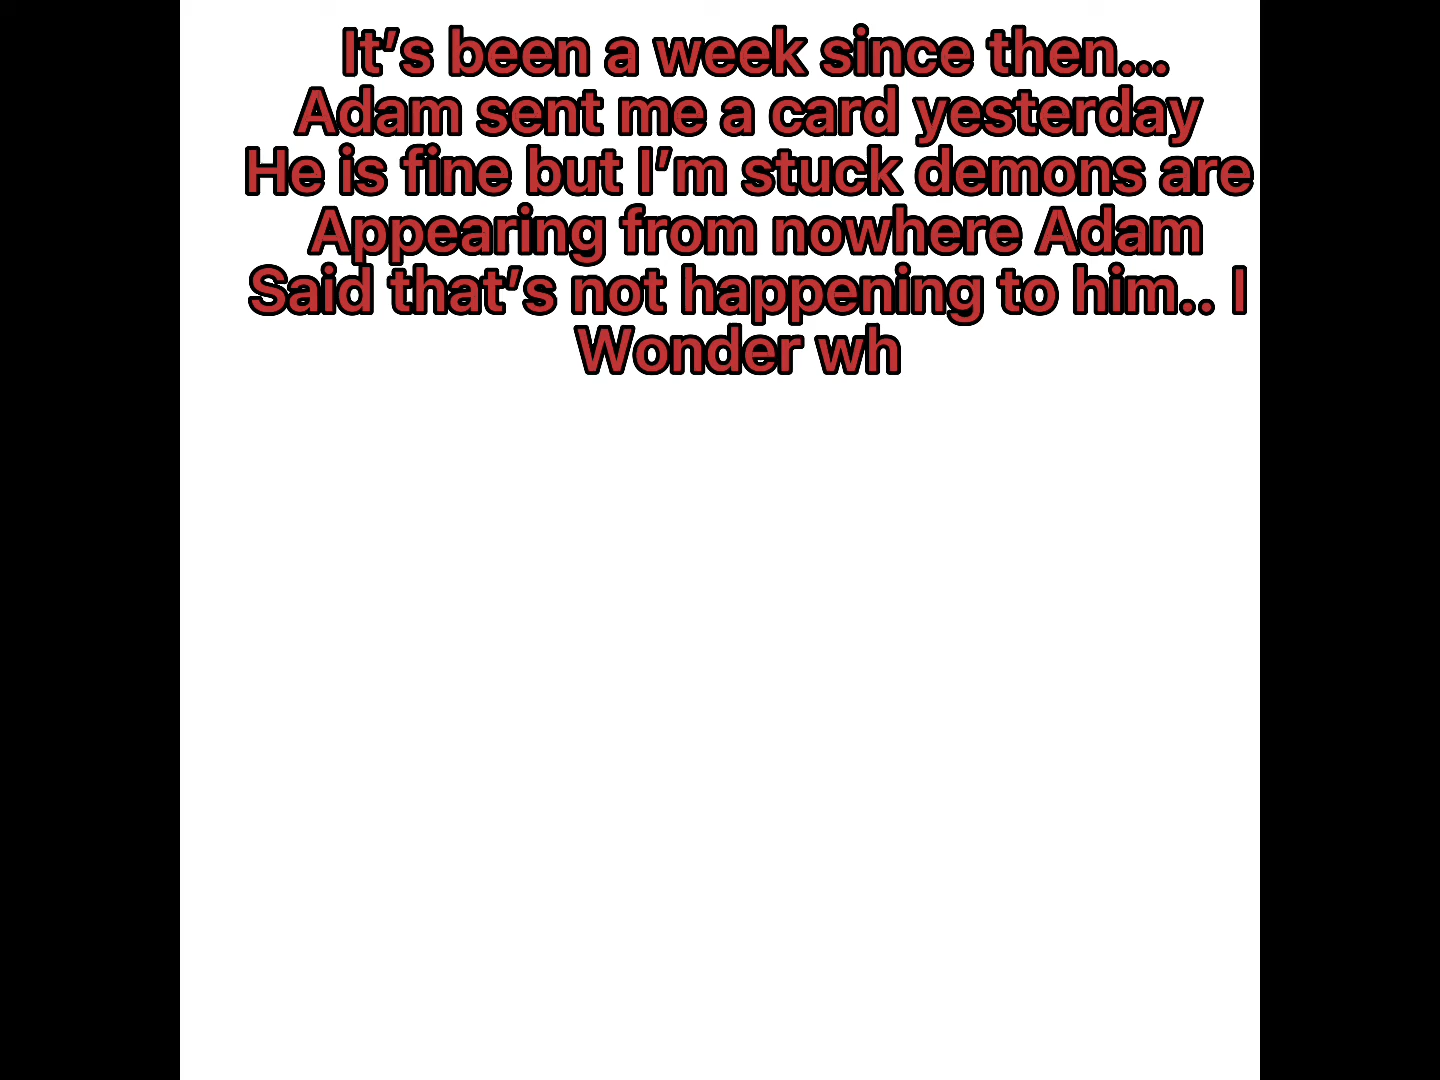 It’s been a week since then...
Adam sent me a card yesterday
He is fine but I’m stuck demons are
Appearing from nowhere Adam
Said that’s not happening to him.. I
Wonder wh